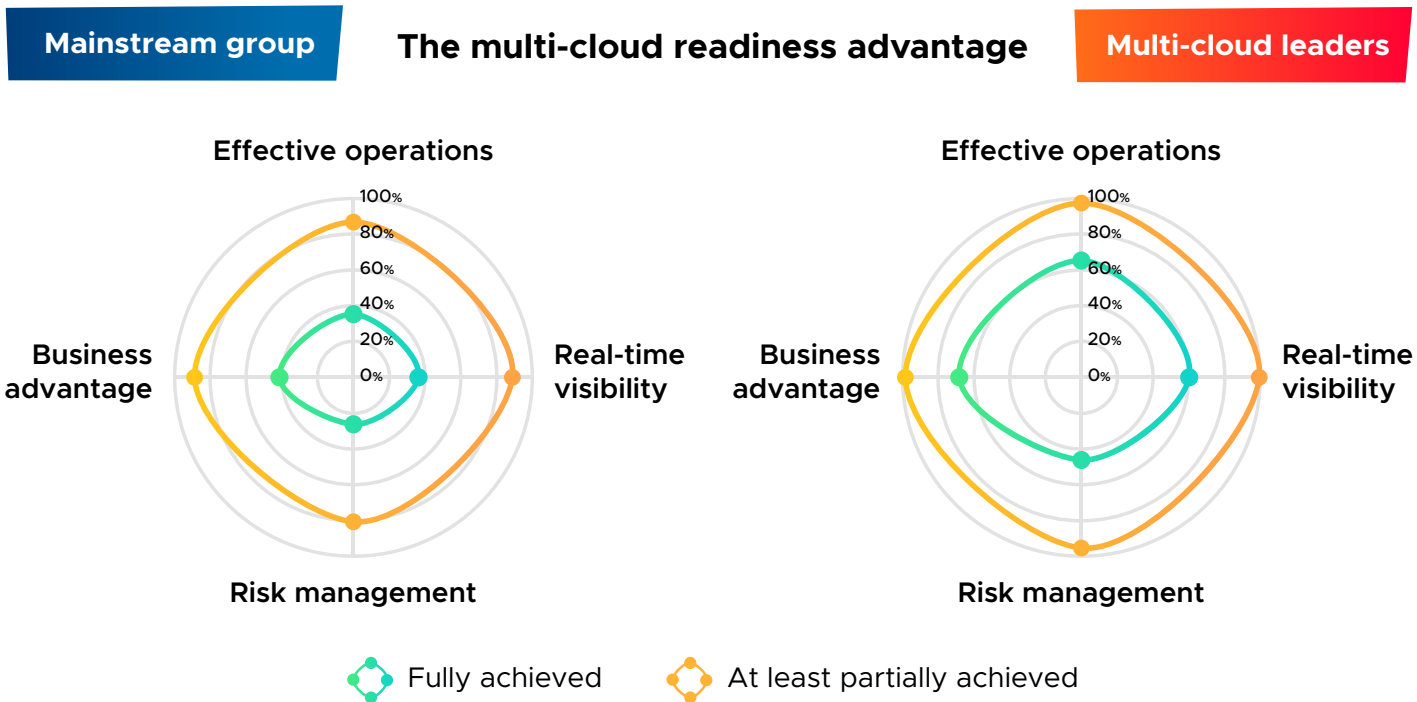 Mainstream group
The multi-cloud readiness advantage
Multi-cloud leaders
Effective operations
100%
80%
60%
40%
20%
0%
Business
advantage
Real-time
visibility
Risk management
Effective operations
100%
80%
60%
40%
20%
0%
Business
advantage
Real-time
visibility
Risk management
Fully achieved
At least partially achieved